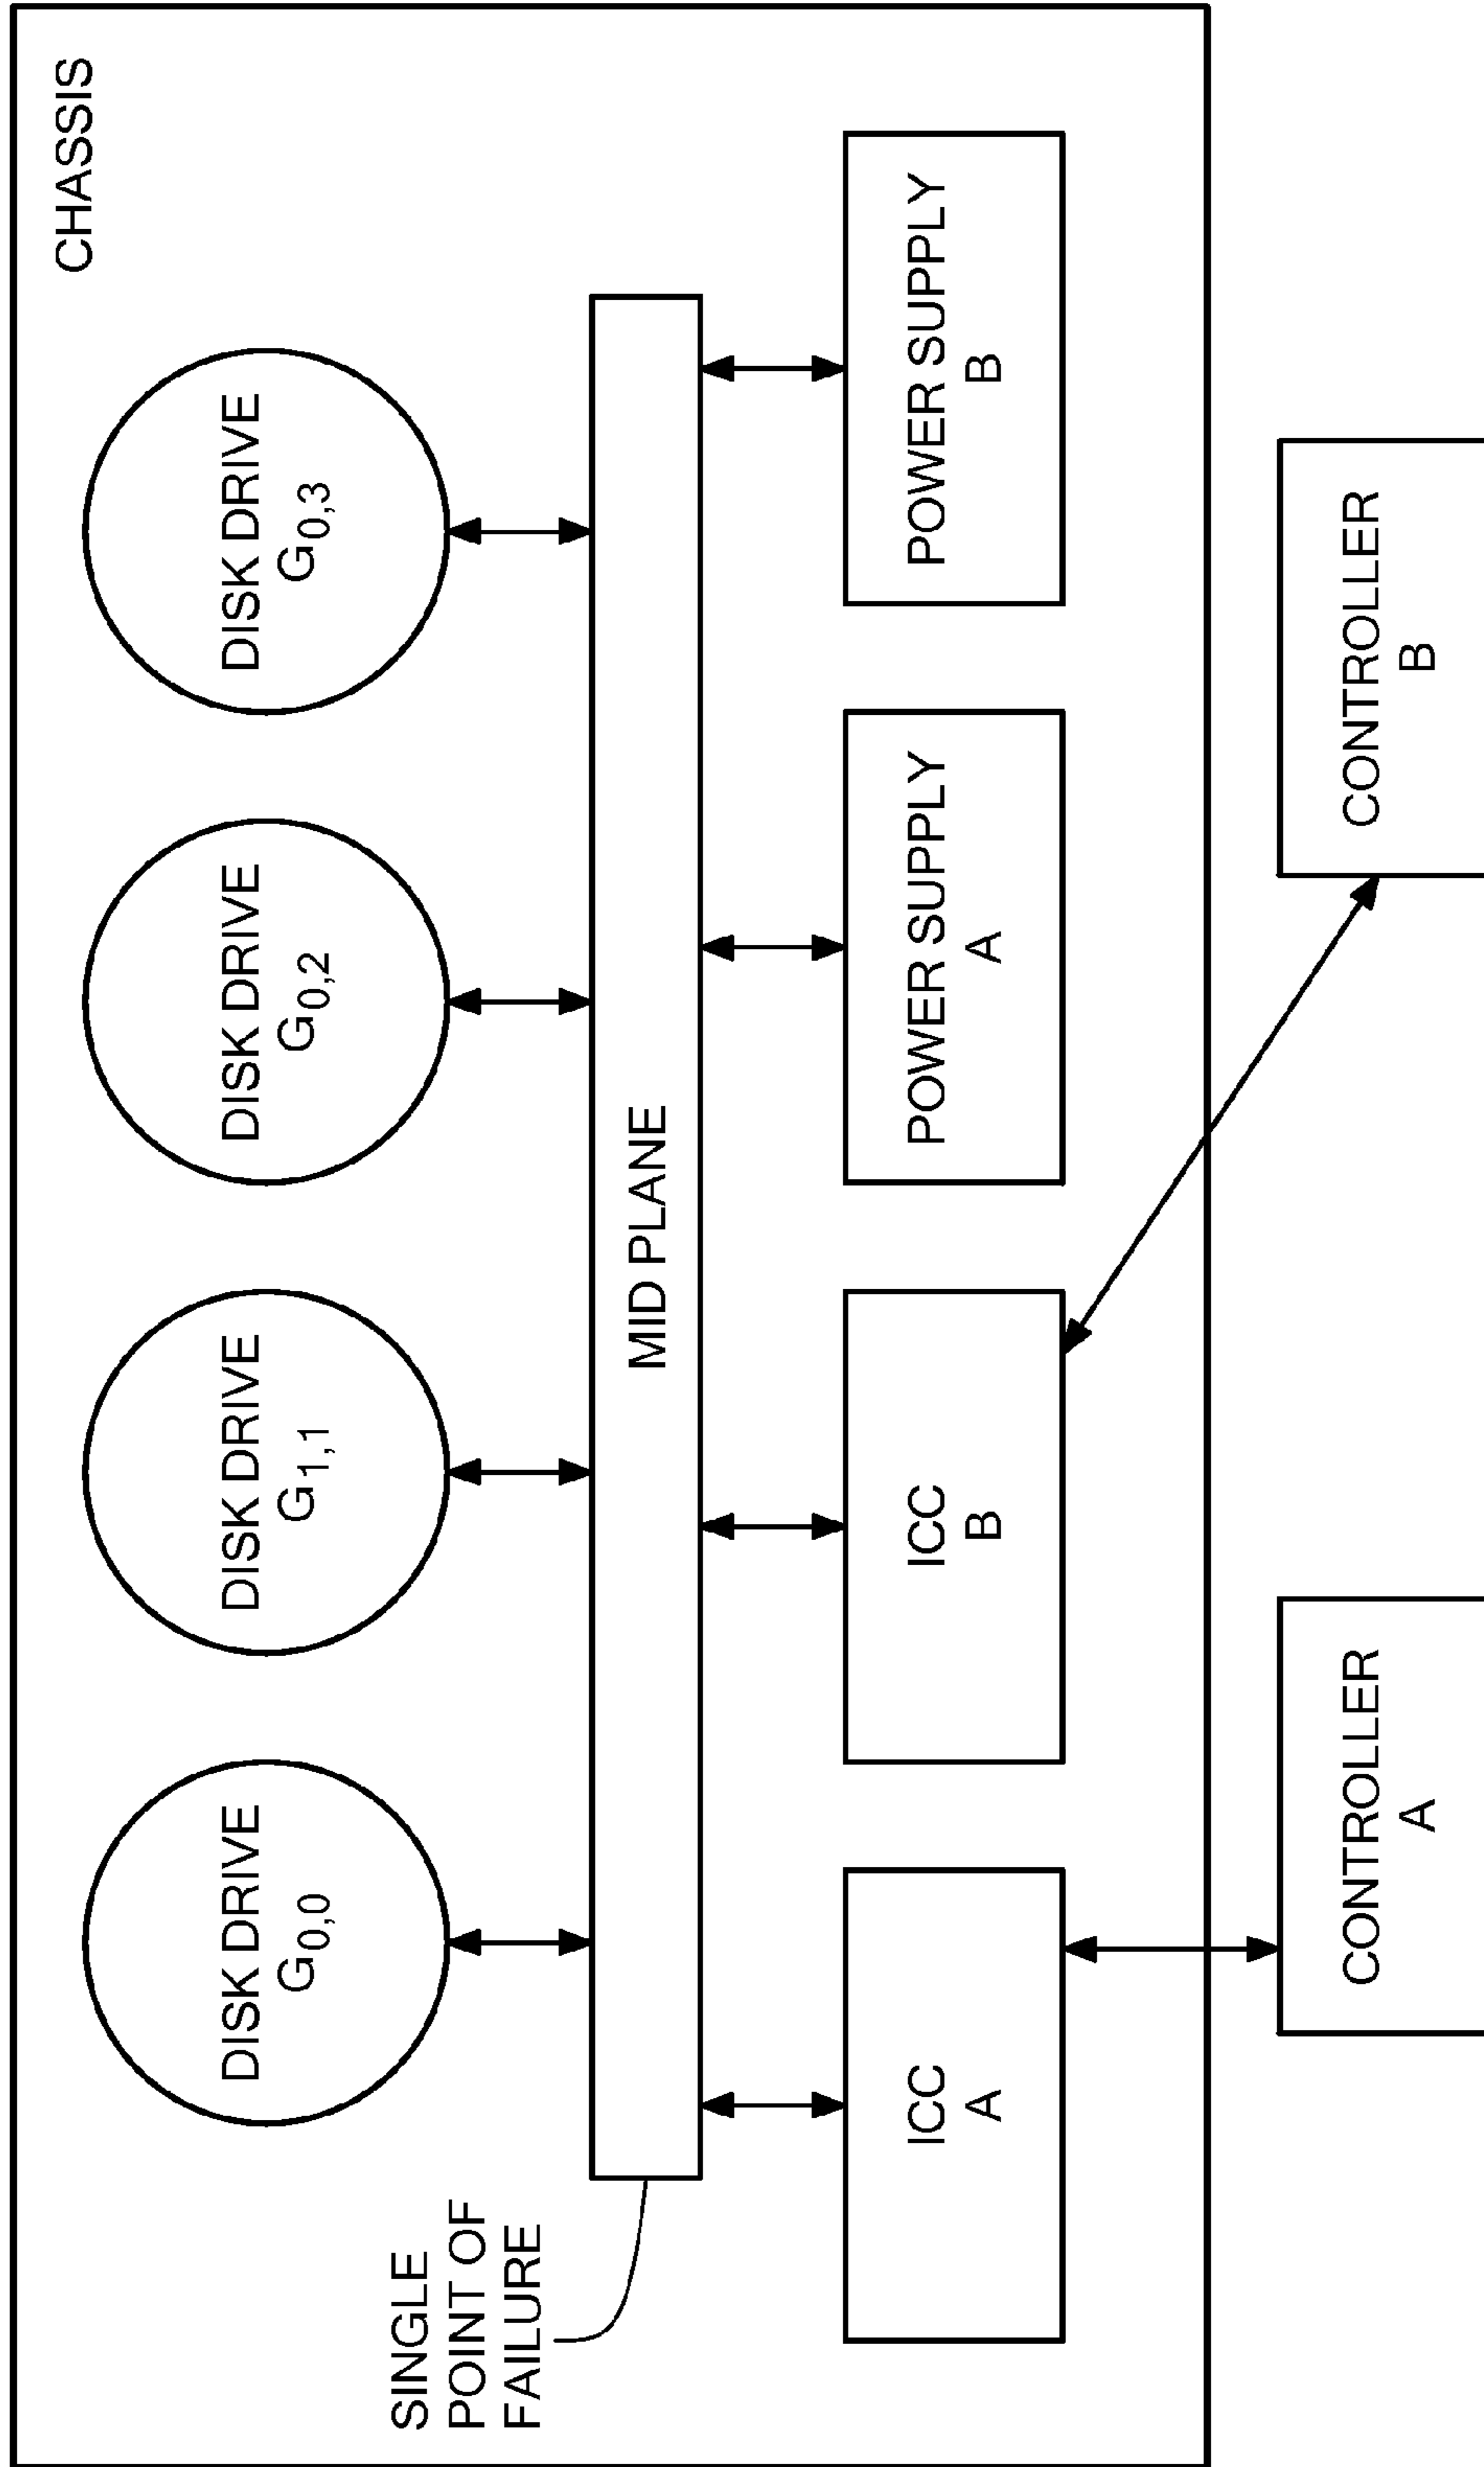 CHASSIS
DISK DRIVE
G0,0
DISK DRIVE
G1,1
DISK DRIVE
G0,2
DISK DRIVE
G0,3
SINGLE
POINT OF
FAILURE
MID PLANE
ICC
A
ICC
B
POWER SUPPLY
A
POWER SUPPLY
B
CONTROLLER
A
CONTROLLER
B